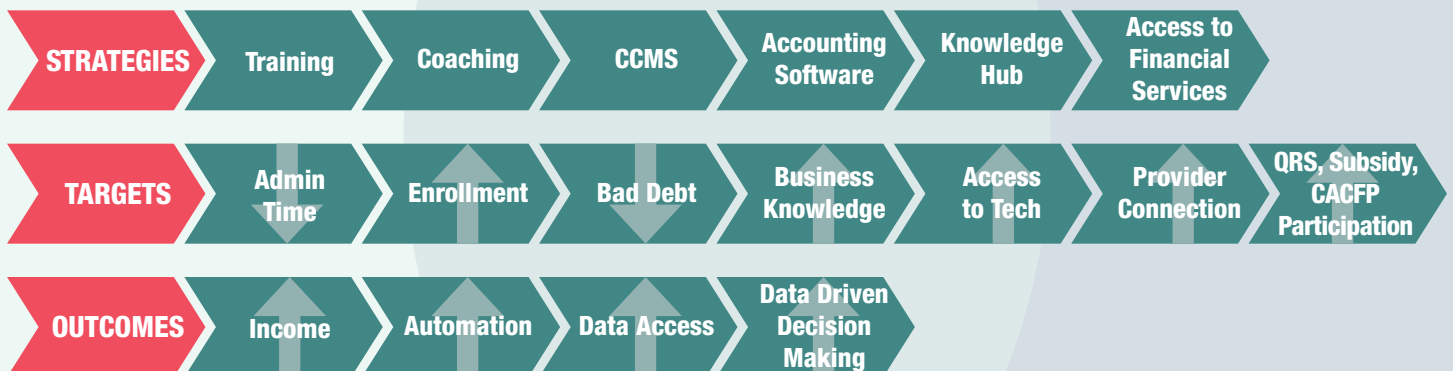 STRATEGIES
Training
Coaching
CCMS
Accounting
Software
Knowledge
Hub
Access to
Financial
Services
TARGETS
Admin
Time
Enrollment
Bad Debt
Business
Knowledge
Access
to Tech
Provider
Connection
QRS, Subsidy,
CACFP
Participation
OUTCOMES
Income
Automation
Data Access
Data Driven
Decision
Making